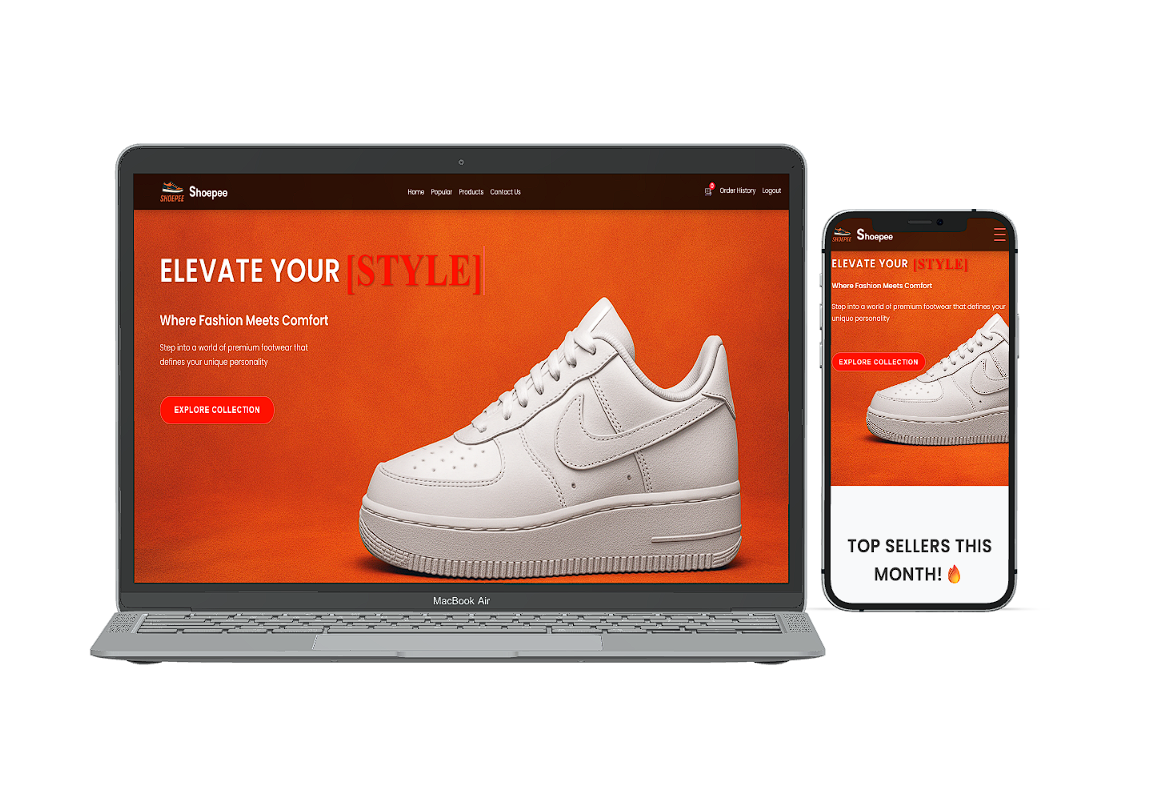 SHOEPEE Shoepee
Home Popular Products Contact Us
Order History Logout
ELEVATE YOUR [STYLE]
Where Fashion Meets Comfort
Step into a world of premium footwear that
defines your unique personality
EXPLORE COLLECTION
MacBook Air
SHOEPEE Shoepee
ELEVATE YOUR [STYLE]
Where Fashion Meets Comfort
Step into a world of premium footwear that defines your
unique personality
EXPLORE COLLECTION
TOP SELLERS THIS
MONTH! 🔥